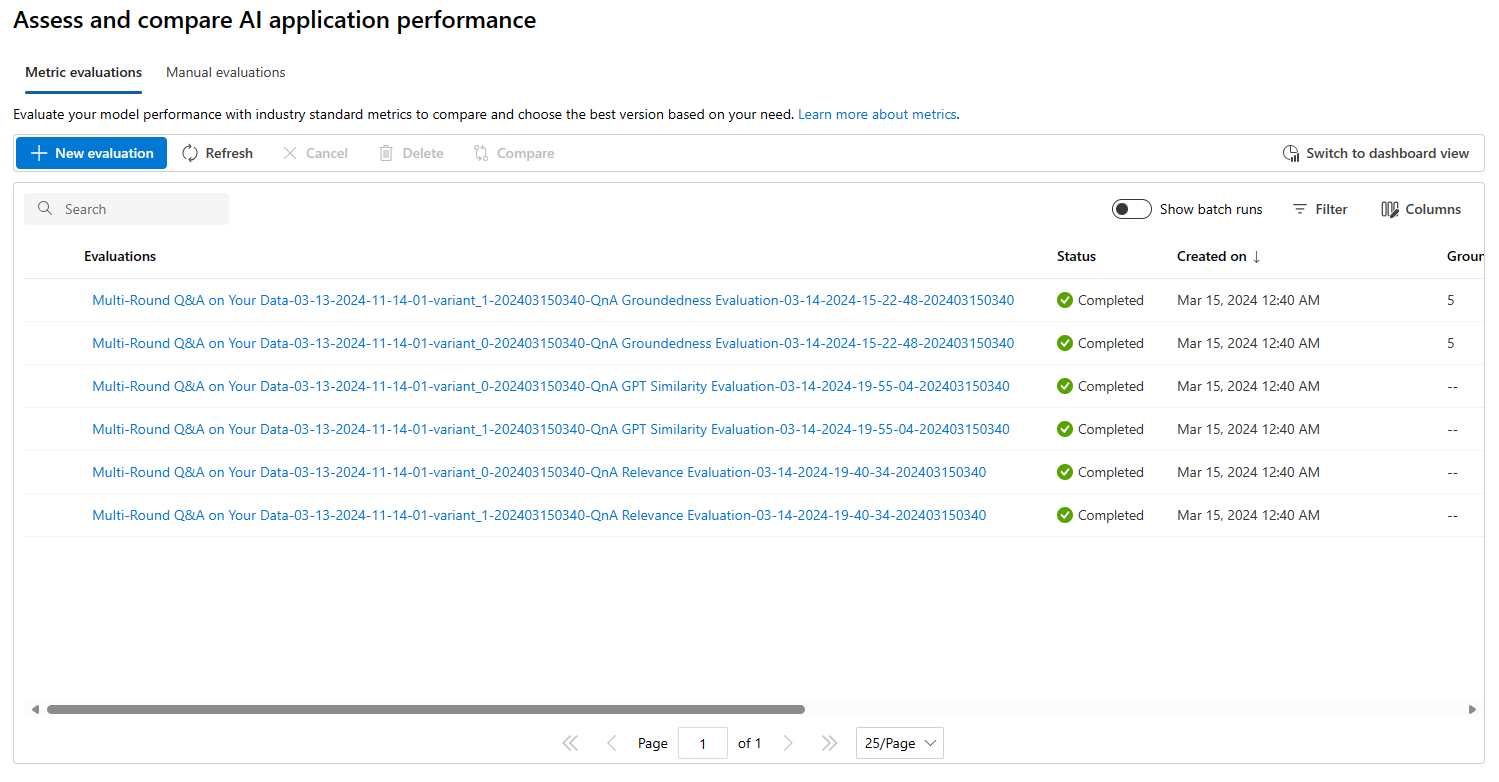 Assess and compare AI application performance
Metric evaluations Manual evaluations
Evaluate your model performance with industry standard metrics to compare and choose the best version based on your need. Learn more about metrics.
New evaluation Refresh Cancel Delete Compare Switch to dashboard view
Search Show batch runs Filter Columns
Evaluations Status Created on ↓ Groun
Multi-Round Q&A on Your Data-03-13-2024-11-14-01-variant_1-202403150340-QnA Groundedness Evaluation-03-14-2024-15-22-48-202403150340 Completed Mar 15, 2024 12:40 AM 5
Multi-Round Q&A on Your Data-03-13-2024-11-14-01-variant_0-202403150340-QnA Groundedness Evaluation-03-14-2024-15-22-48-202403150340 Completed Mar 15, 2024 12:40 AM 5
Multi-Round Q&A on Your Data-03-13-2024-11-14-01-variant_0-202403150340-QnA GPT Similarity Evaluation-03-14-2024-19-55-04-202403150340 Completed Mar 15, 2024 12:40 AM --
Multi-Round Q&A on Your Data-03-13-2024-11-14-01-variant_1-202403150340-QnA GPT Similarity Evaluation-03-14-2024-19-55-04-202403150340 Completed Mar 15, 2024 12:40 AM --
Multi-Round Q&A on Your Data-03-13-2024-11-14-01-variant_0-202403150340-QnA Relevance Evaluation-03-14-2024-19-40-34-202403150340 Completed Mar 15, 2024 12:40 AM --
Multi-Round Q&A on Your Data-03-13-2024-11-14-01-variant_1-202403150340-QnA Relevance Evaluation-03-14-2024-19-40-34-202403150340 Completed Mar 15, 2024 12:40 AM --
Page 1 of 1 25/Page